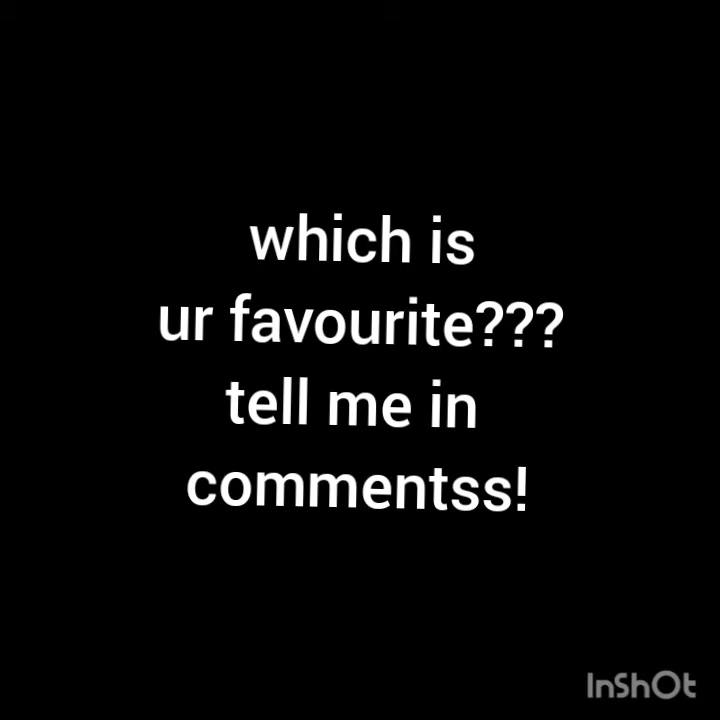 which is
ur favourite???
tell me in
commentss!
InShOt